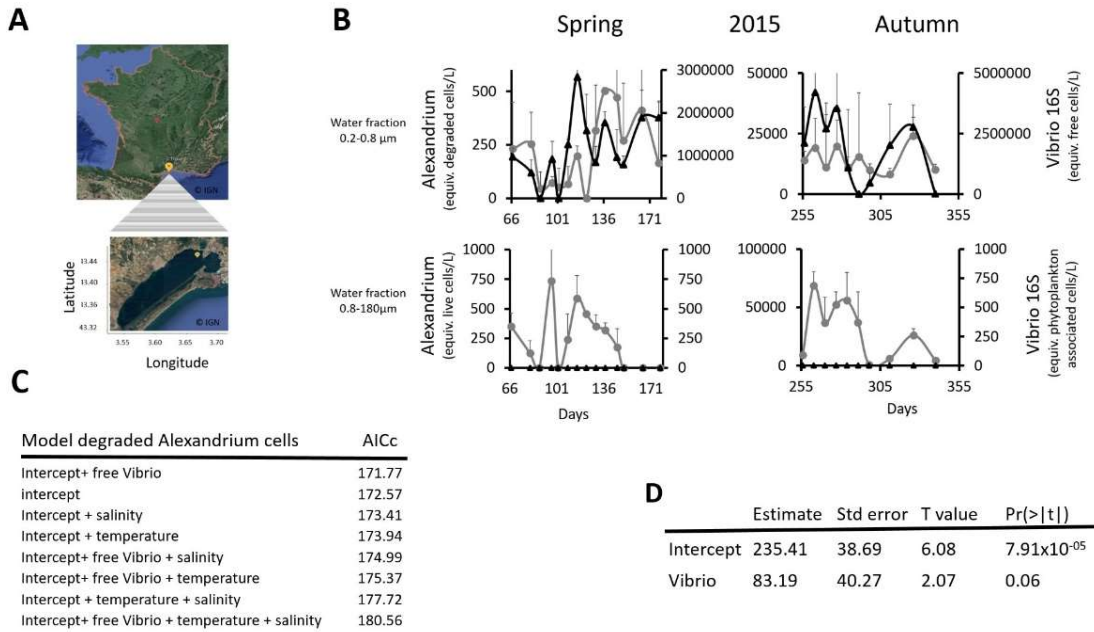 A
© IGN
Latitude
43.44
43.40
43.36
43.32
© IGN
3.55 3.60 3.65 3.70
Longitude
B
Spring 2015 Autumn
Water fraction
0.2-0.8 µm
Alexandrium
(equiv. degraded cells/L)
500
250
0
3000000
2000000
1000000
0
66 101 136 171
50000
25000
0
5000000
2500000
0
255 305 355
Vibrio 16S
(equiv. free cells/L)
Water fraction
0.8-180µm
Alexandrium
(equiv. live cells/L)
1000
750
500
250
0
1000
750
500
250
0
66 101 136 171
Days
100000
50000
0
1000
750
500
250
0
255 305 355
Days
Vibrio 16S
(equiv. phytoplankton
associated cells/L)
C
Model degraded Alexandrium cells AICc
Intercept+ free Vibrio 171.77
intercept 172.57
Intercept + salinity 173.41
Intercept + temperature 173.94
Intercept+ free Vibrio + salinity 174.99
Intercept+ free Vibrio + temperature 175.37
Intercept + temperature + salinity 177.72
Intercept+ free Vibrio + temperature + salinity 180.56
D
Estimate Std error T value Pr(>|t|)
Intercept 235.41 38.69 6.08 7.91x10⁻⁰⁵
Vibrio 83.19 40.27 2.07 0.06